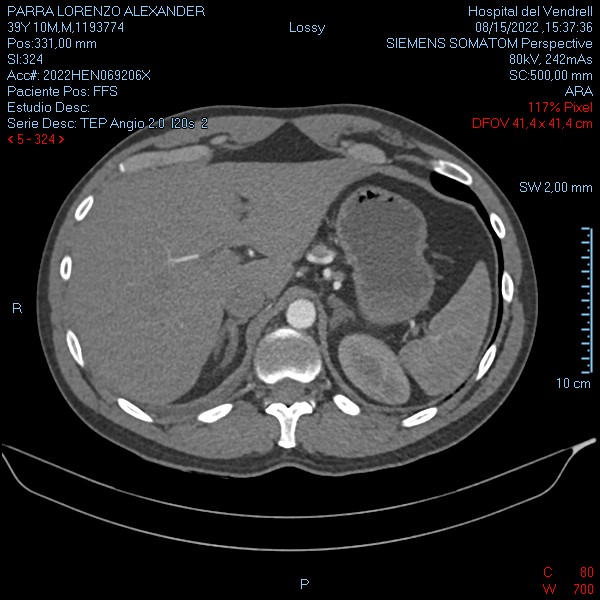 PARRA LORENZO ALEXANDER
39Y 10M,M,1193774
Pos:331,00 mm
SI:324
Acc#: 2022HEN069206X
Paciente Pos: FFS
Estudio Desc:
Serie Desc: TEP Angio 2.0 I20s 2
< 5 - 324 >
Lossy
Hospital del Vendrell
08/15/2022 ,15:37:36
SIEMENS SOMATOM Perspective
80kV, 242mAs
SC:500,00 mm
ARA
117% Pixel
DFOV 41,4 x 41,4 cm
SW 2,00 mm
R
10 cm
P
C 80
W 700